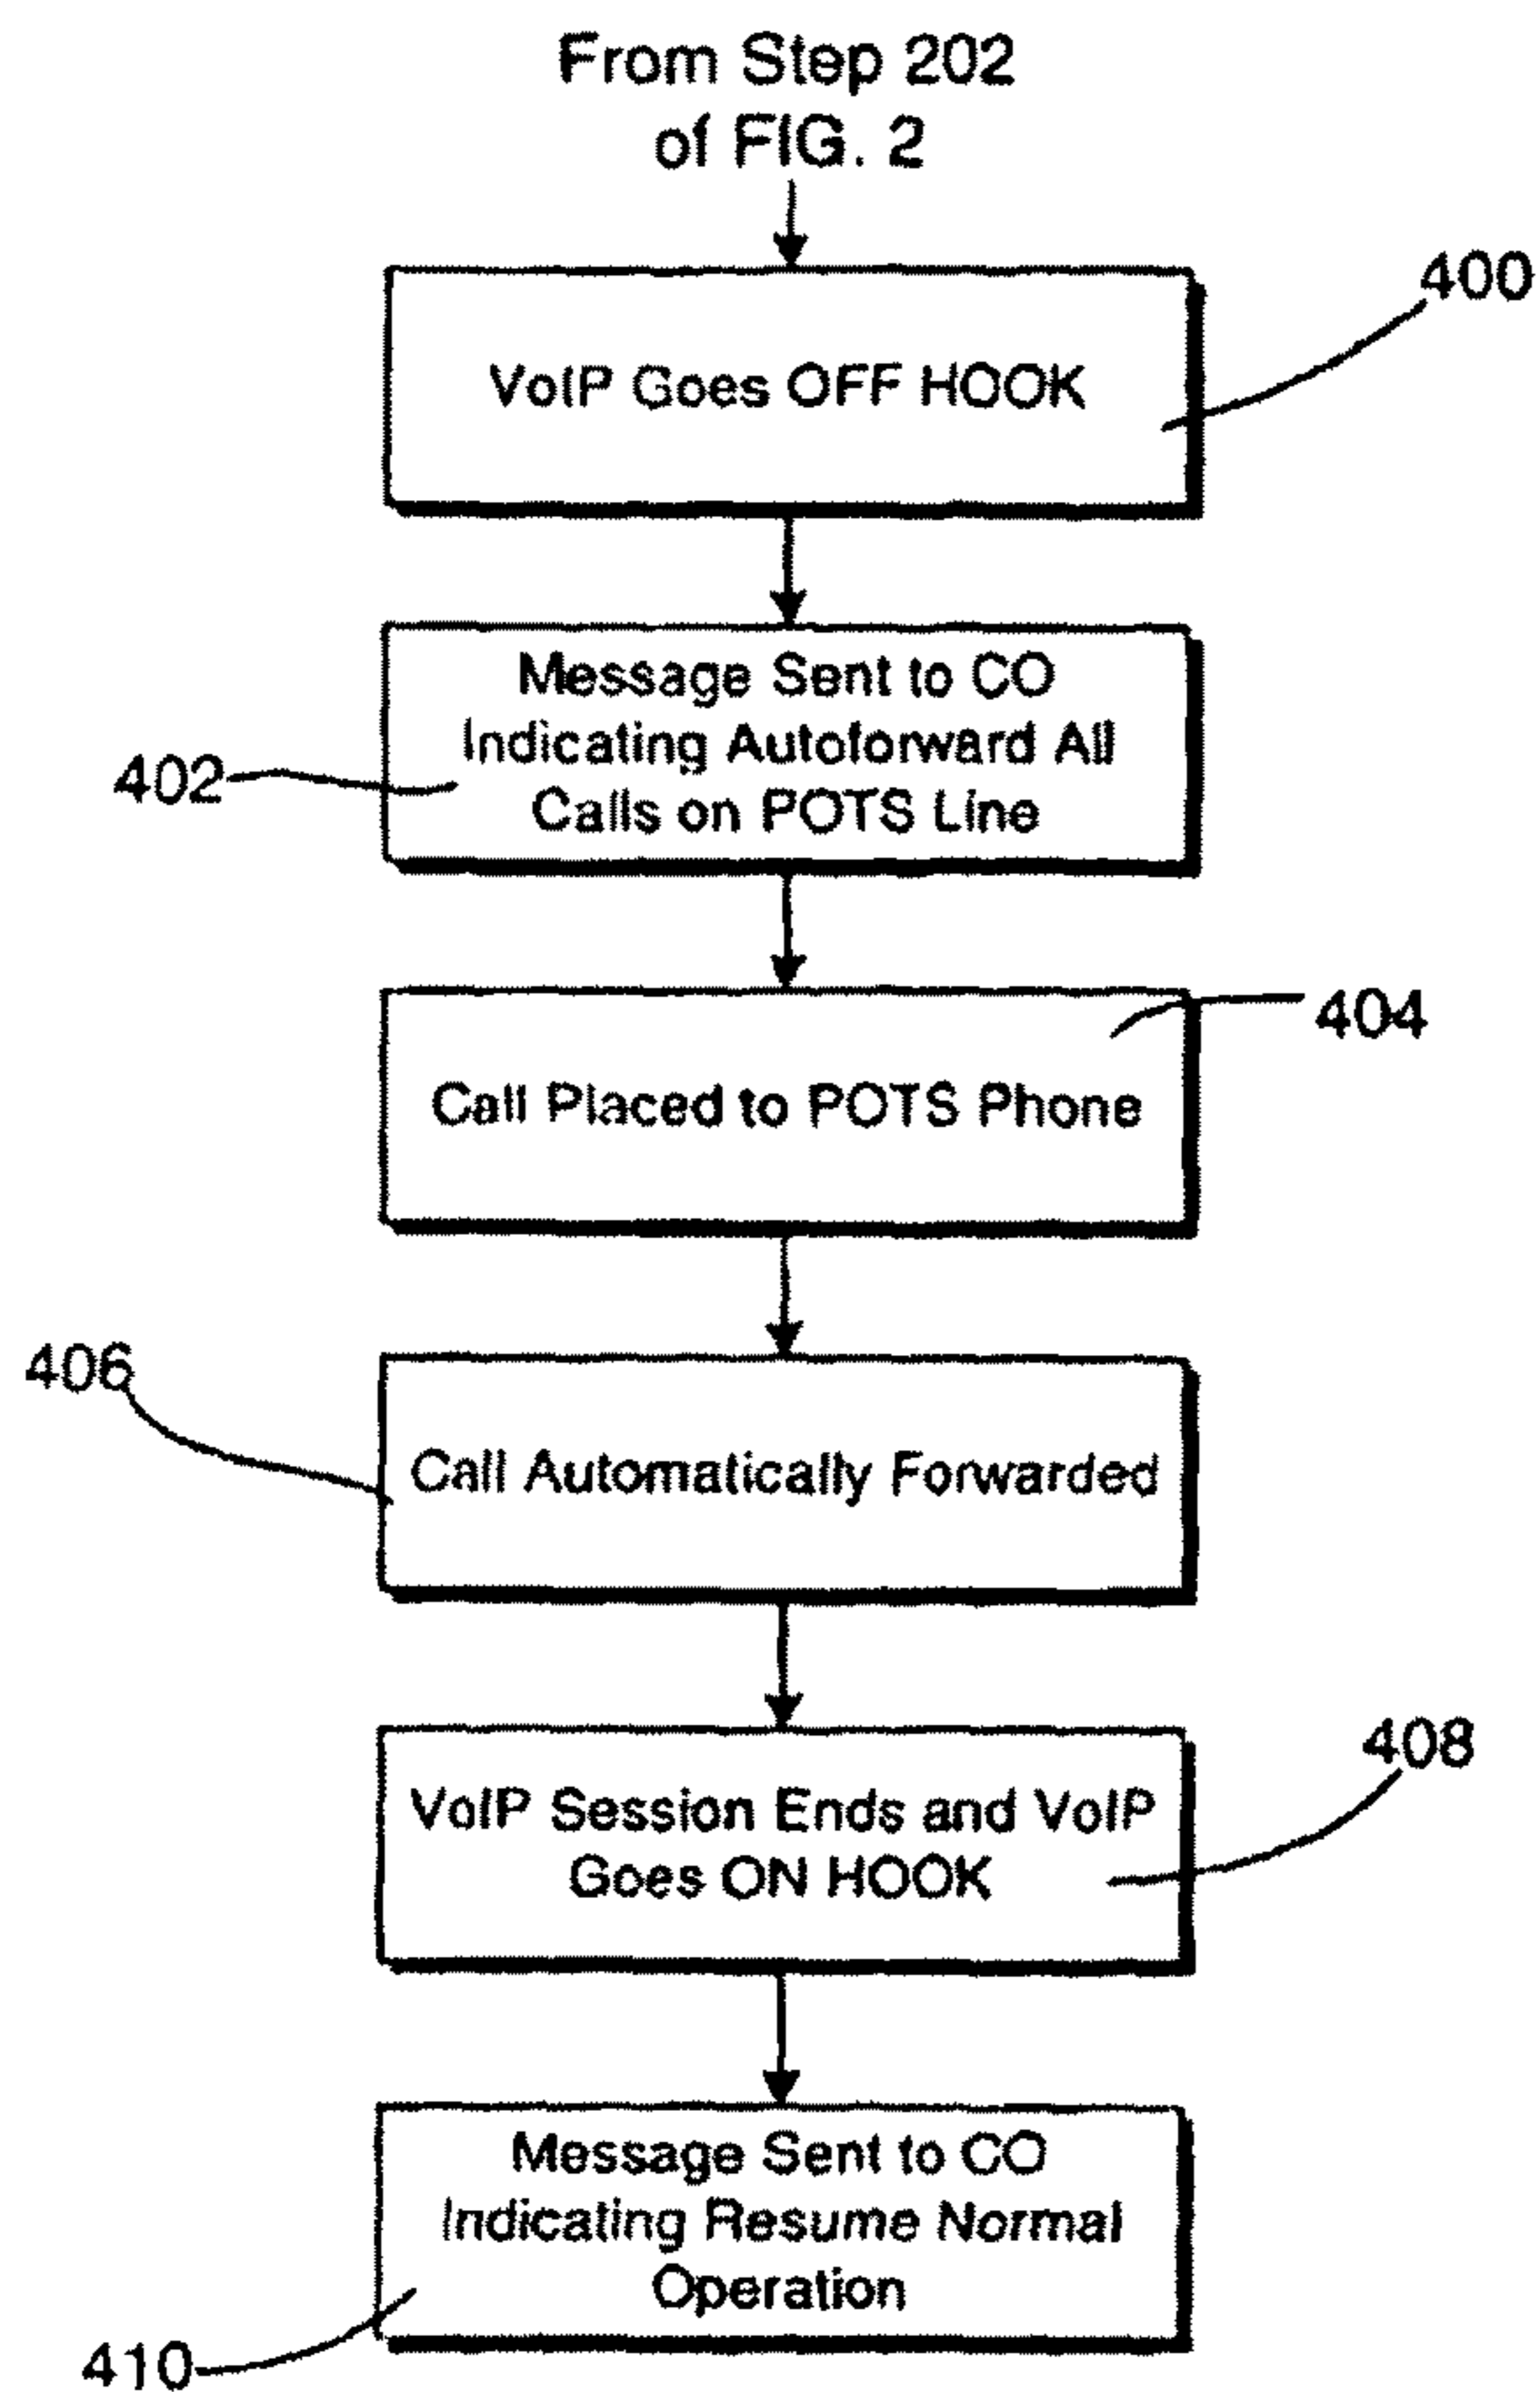 From Step 202
of FIG. 2
400
VoIP Goes OFF HOOK
Message Sent to CO
Indicating Autoforward All
Calls on POTS Line
402
404
Call Placed to POTS Phone
406
Call Automatically Forwarded
408
VoIP Session Ends and VoIP
Goes ON HOOK
Message Sent to CO
Indicating Resume Normal
Operation
410